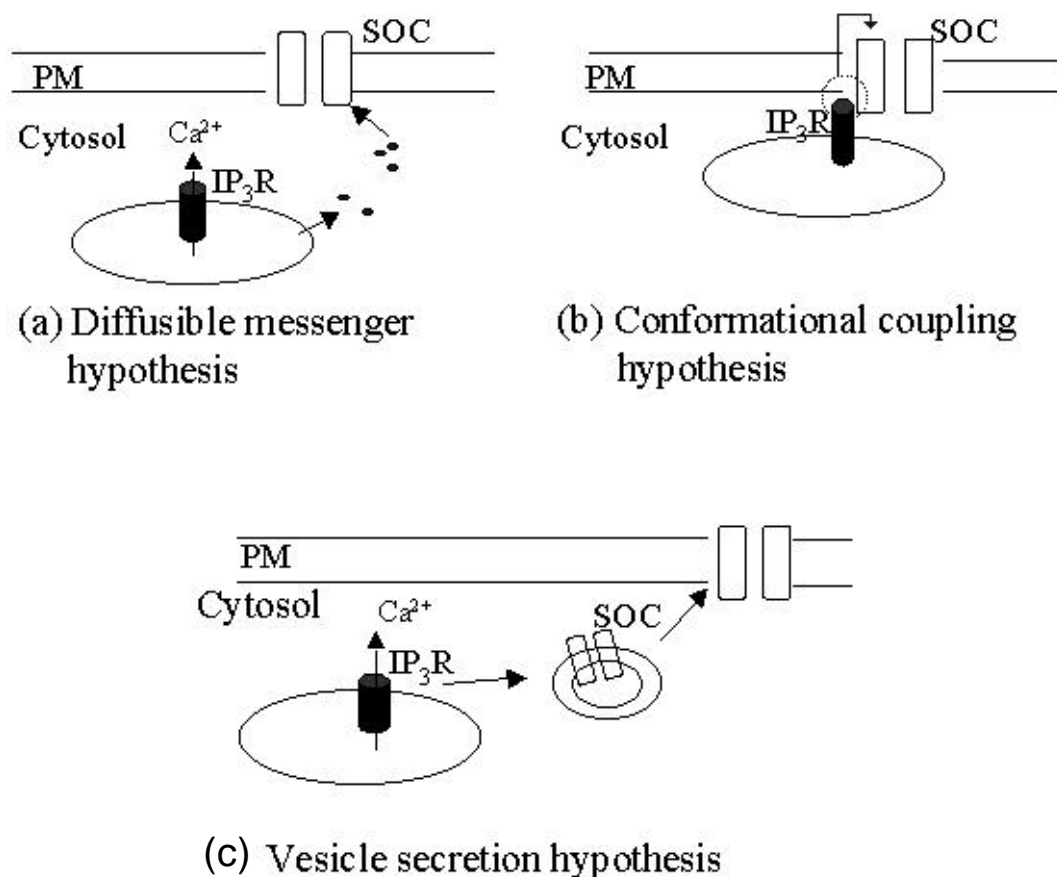 SOC
PM
Cytosol
Ca²⁺
IP₃R
(a) Diffusible messenger
hypothesis
SOC
PM
Cytosol
IP₃R
(b) Conformational coupling
hypothesis
PM
Cytosol
Ca²⁺
SOC
IP₃R
(c) Vesicle secretion hypothesis